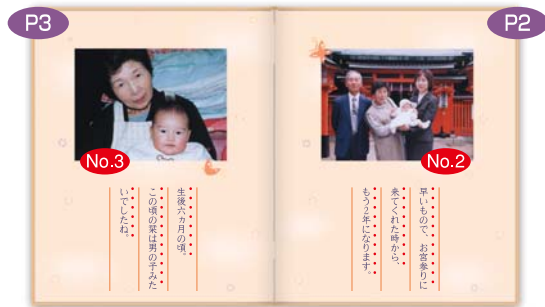 P2
No.2
早いもので、お宮参りに
来てくれた時から、
もう2年になります。
P3
No.3
生後六ヵ月の頃。
この頃の栞は男の子みた
いでしたね。